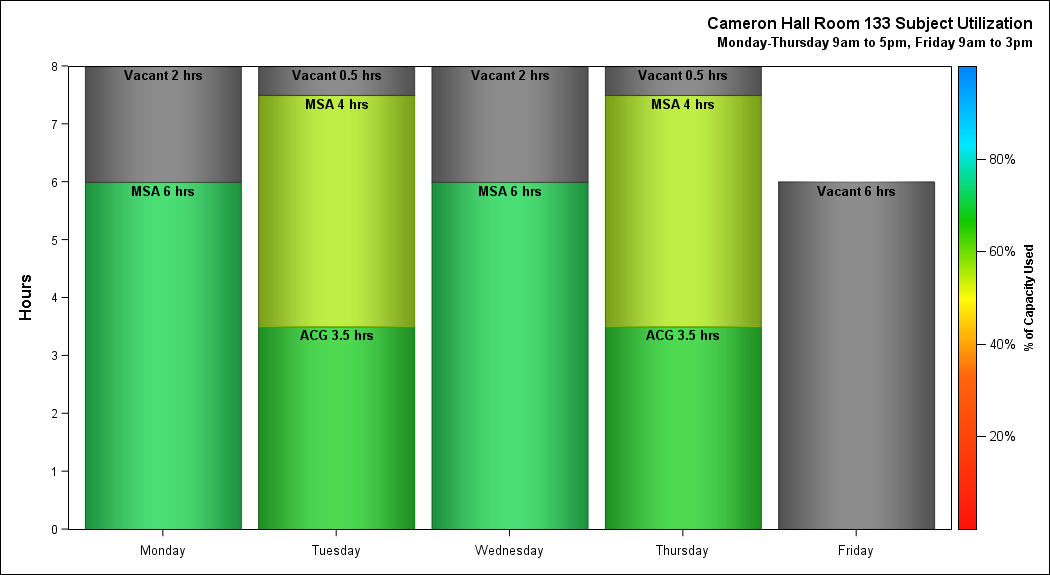 Cameron Hall Room 133 Subject Utilization
Monday-Thursday 9am to 5pm, Friday 9am to 3pm
Hours
8
7
6
5
4
3
2
1
0
Vacant 2 hrs
MSA 6 hrs
Vacant 0.5 hrs
MSA 4 hrs
ACG 3.5 hrs
Vacant 2 hrs
MSA 6 hrs
Vacant 0.5 hrs
MSA 4 hrs
ACG 3.5 hrs
Vacant 6 hrs
Monday
Tuesday
Wednesday
Thursday
Friday
80%
60%
40%
20%
% of Capacity Used